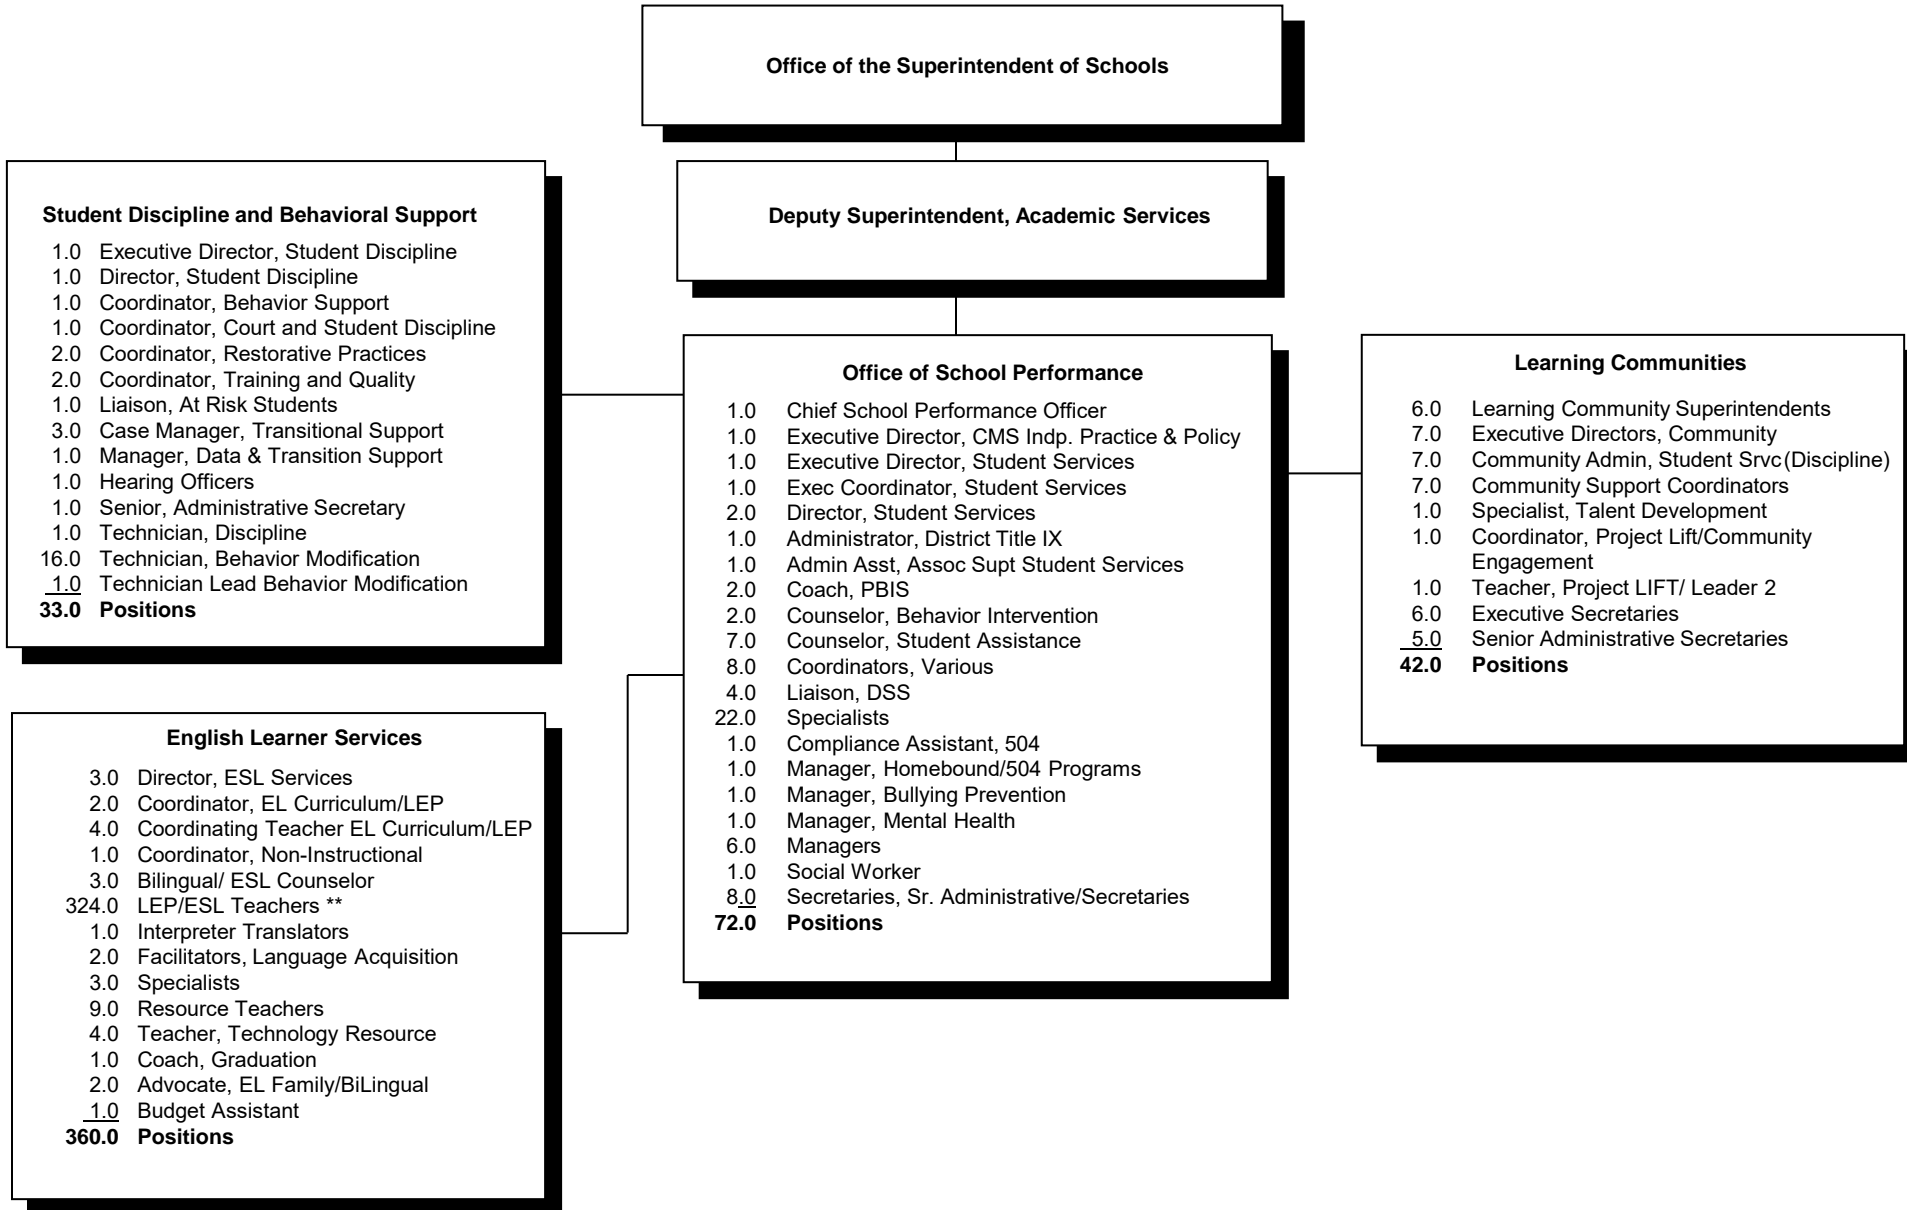 Office of the Superintendent of Schools
Deputy Superintendent, Academic Services
Student Discipline and Behavioral Support
1.0 Executive Director, Student Discipline
1.0 Director, Student Discipline
1.0 Coordinator, Behavior Support
1.0 Coordinator, Court and Student Discipline
2.0 Coordinator, Restorative Practices
2.0 Coordinator, Training and Quality
1.0 Liaison, At Risk Students
3.0 Case Manager, Transitional Support
1.0 Manager, Data & Transition Support
1.0 Hearing Officers
1.0 Senior, Administrative Secretary
1.0 Technician, Discipline
16.0 Technician, Behavior Modification
1.0 Technician Lead Behavior Modification
33.0 Positions
Office of School Performance
1.0 Chief School Performance Officer
1.0 Executive Director, CMS Indp. Practice & Policy
1.0 Executive Director, Student Services
1.0 Exec Coordinator, Student Services
2.0 Director, Student Services
1.0 Administrator, District Title IX
1.0 Admin Asst, Assoc Supt Student Services
2.0 Coach, PBIS
2.0 Counselor, Behavior Intervention
7.0 Counselor, Student Assistance
8.0 Coordinators, Various
4.0 Liaison, DSS
22.0 Specialists
1.0 Compliance Assistant, 504
1.0 Manager, Homebound/504 Programs
1.0 Manager, Bullying Prevention
1.0 Manager, Mental Health
6.0 Managers
1.0 Social Worker
8.0 Secretaries, Sr. Administrative/Secretaries
72.0 Positions
Learning Communities
6.0 Learning Community Superintendents
7.0 Executive Directors, Community
7.0 Community Admin, Student Srvc (Discipline)
7.0 Community Support Coordinators
1.0 Specialist, Talent Development
1.0 Coordinator, Project Lift/Community
Engagement
1.0 Teacher, Project LIFT/ Leader 2
6.0 Executive Secretaries
5.0 Senior Administrative Secretaries
42.0 Positions
English Learner Services
3.0 Director, ESL Services
2.0 Coordinator, EL Curriculum/LEP
4.0 Coordinating Teacher EL Curriculum/LEP
1.0 Coordinator, Non-Instructional
3.0 Bilingual/ ESL Counselor
324.0 LEP/ESL Teachers **
1.0 Interpreter Translators
2.0 Facilitators, Language Acquisition
3.0 Specialists
9.0 Resource Teachers
4.0 Teacher, Technology Resource
1.0 Coach, Graduation
2.0 Advocate, EL Family/BiLingual
1.0 Budget Assistant
360.0 Positions